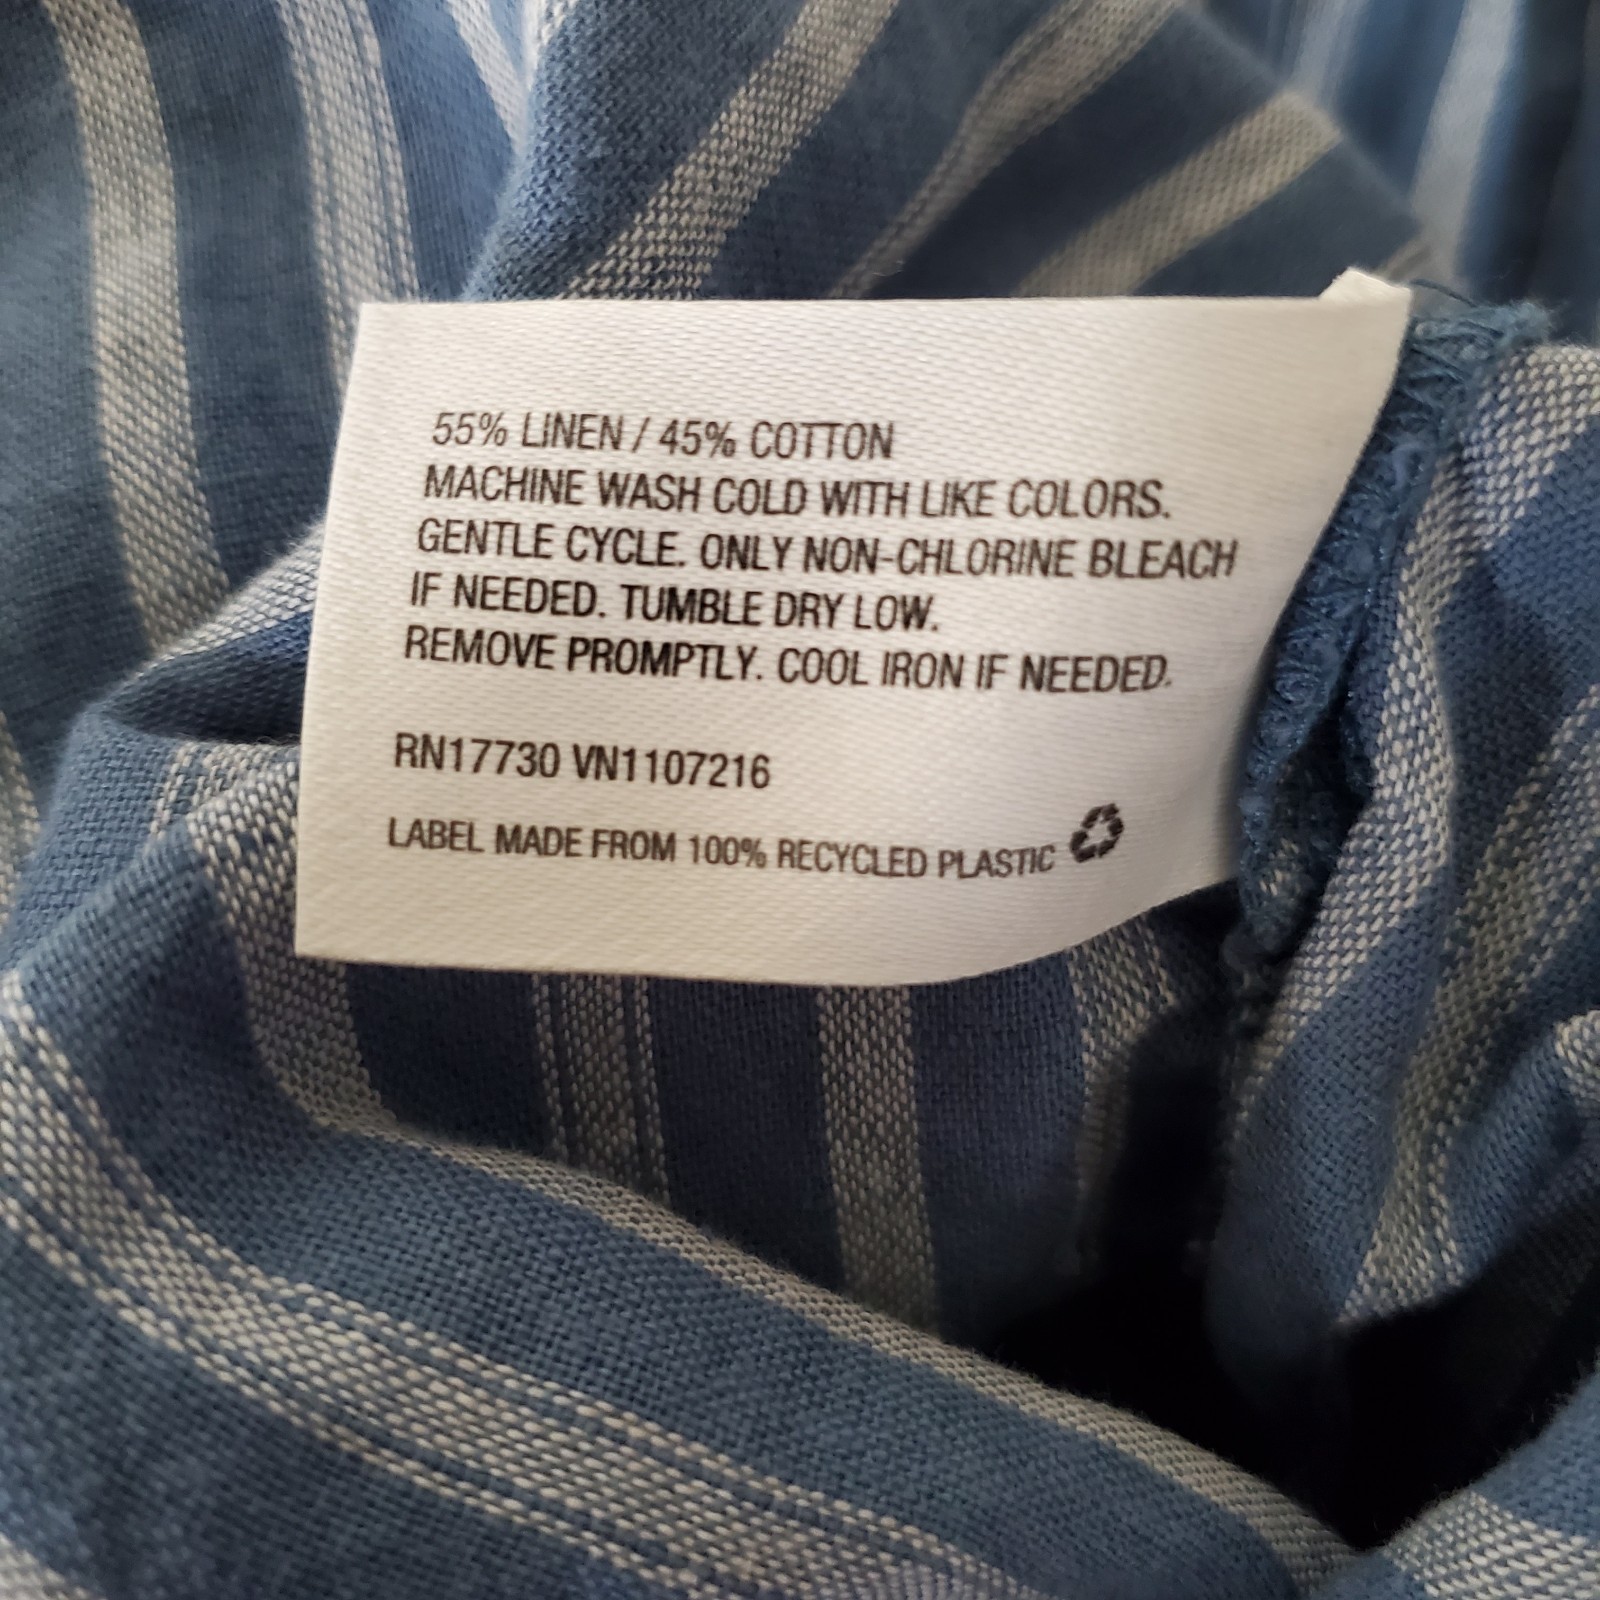 55% LINEN / 45% COTTON
MACHINE WASH COLD WITH LIKE COLORS.
GENTLE CYCLE. ONLY NON-CHLORINE BLEACH
IF NEEDED. TUMBLE DRY LOW.
REMOVE PROMPTLY. COOL IRON IF NEEDED.
RN17730 VN1107216
LABEL MADE FROM 100% RECYCLED PLASTIC